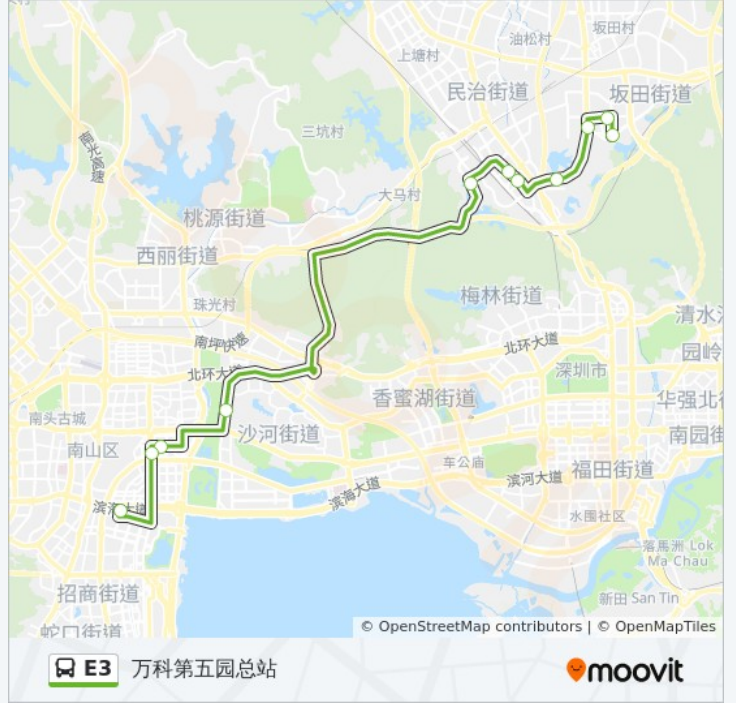 坂田村
油松村
上塘村
民治街道
坂田街道
三坑村
南光高速
大马村
桃源街道
西丽街道
梅林街道
珠光村
清水
南坪快速
北环大道
园岭
北环大道
深圳市
香蜜湖街道
华强北
南头古城
沙河街道
南园街
南山区
车公庙
福田街道
滨河大道
滨海大道
滨海大道
水围社区
落馬洲 Lok
Ma Chau
招商街道
新田 San Tin
蛇口街道
© OpenStreetMap contributors | © OpenMapTiles
E3 万科第五园总站 moovit